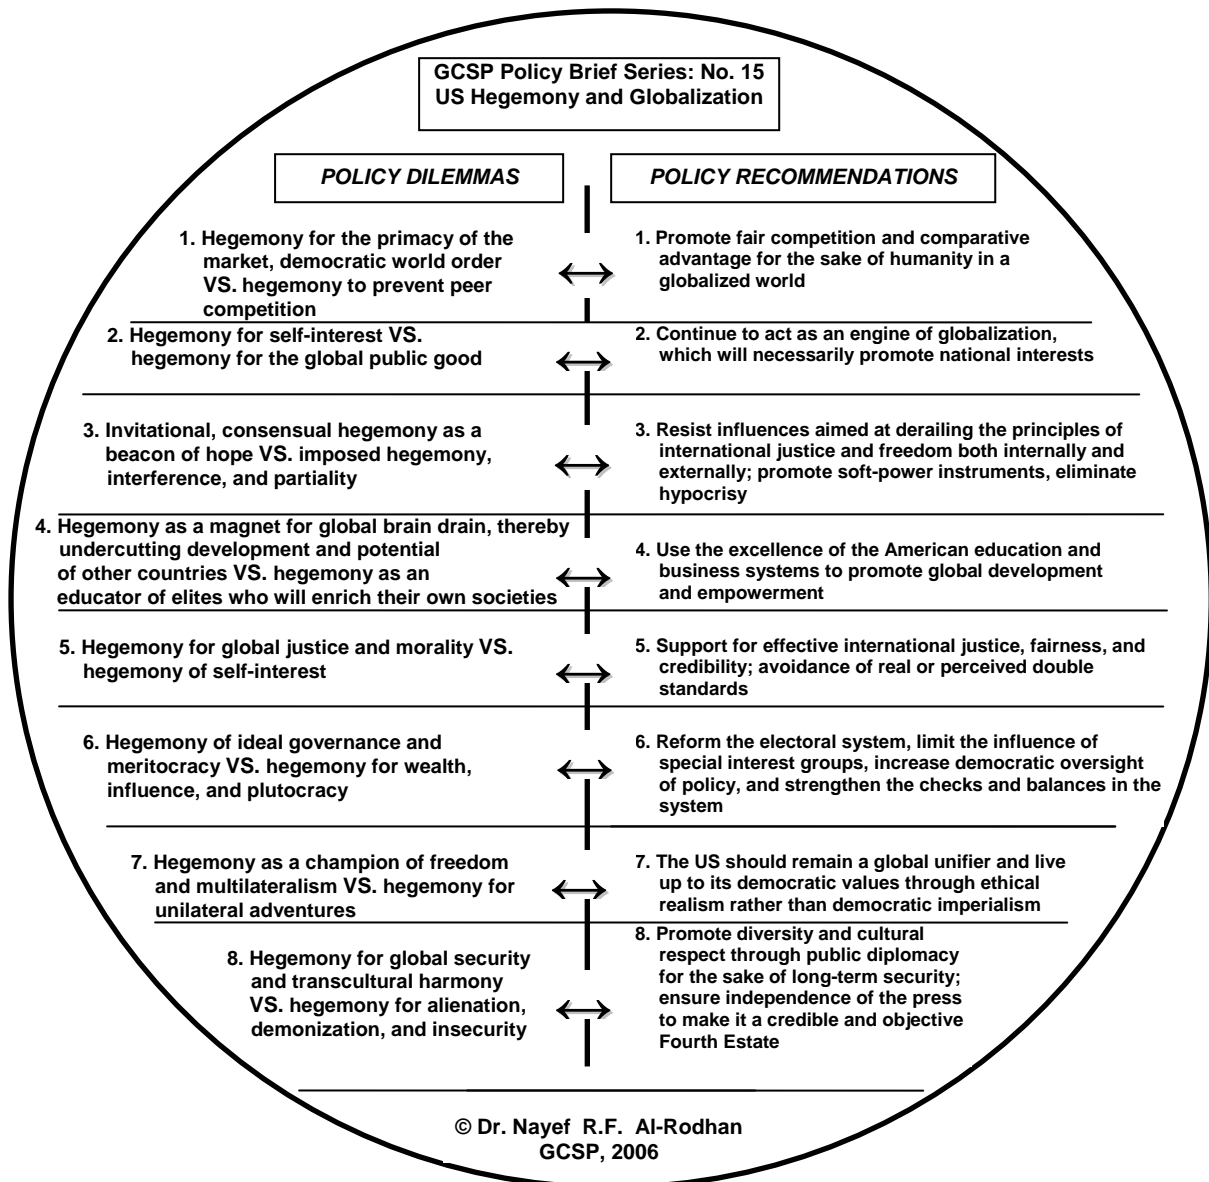 GCSP Policy Brief Series: No. 15
US Hegemony and Globalization
POLICY DILEMMAS
POLICY RECOMMENDATIONS
1. Hegemony for the primacy of the
market, democratic world order
VS. hegemony to prevent peer
competition
1. Promote fair competition and comparative
advantage for the sake of humanity in a
globalized world
2. Hegemony for self-interest VS.
hegemony for the global public good
2. Continue to act as an engine of globalization,
which will necessarily promote national interests
3. Invitational, consensual hegemony as a
beacon of hope VS. imposed hegemony,
interference, and partiality
3. Resist influences aimed at derailing the principles of
international justice and freedom both internally and
externally; promote soft-power instruments, eliminate
hypocrisy
4. Hegemony as a magnet for global brain drain, thereby
undercutting development and potential
of other countries VS. hegemony as an
educator of elites who will enrich their own societies
4. Use the excellence of the American education and
business systems to promote global development
and empowerment
5. Hegemony for global justice and morality VS.
hegemony of self-interest
5. Support for effective international justice, fairness, and
credibility; avoidance of real or perceived double
standards
6. Hegemony of ideal governance and
meritocracy VS. hegemony for wealth,
influence, and plutocracy
6. Reform the electoral system, limit the influence of
special interest groups, increase democratic oversight
of policy, and strengthen the checks and balances in the
system
7. Hegemony as a champion of freedom
and multilateralism VS. hegemony for
unilateral adventures
7. The US should remain a global unifier and live
up to its democratic values through ethical
realism rather than democratic imperialism
8. Hegemony for global security
and transcultural harmony
VS. hegemony for alienation,
demonization, and insecurity
8. Promote diversity and cultural
respect through public diplomacy
for the sake of long-term security;
ensure independence of the press
to make it a credible and objective
Fourth Estate
© Dr. Nayef R.F. Al-Rodhan
GCSP, 2006